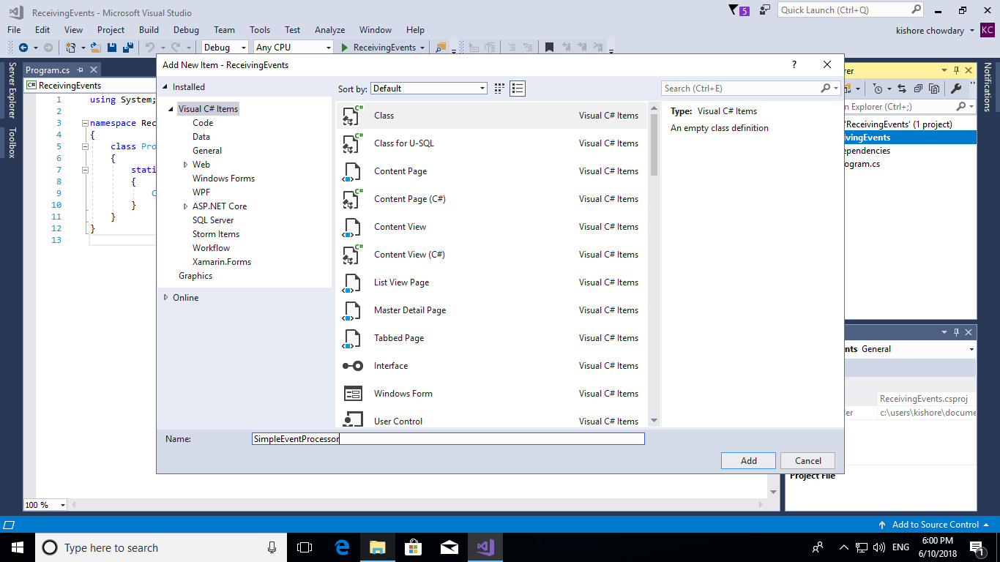 ReceivingEvents - Microsoft Visual Studio
5
Quick Launch (Ctrl+Q)
File Edit View Project Build Debug Team Tools Test Analyze Window Help
kishore chowdary
KC
Debug Any CPU ReceivingEvents
Server Explorer
Toolbox
Program.cs
ReceivingEvents
1 using System;
2
3 namespace Rec
4 {
5 class Pro
6 {
7 stati
8 {
9 C
10 }
11 }
12 }
13
100 %
Add New Item - ReceivingEvents
?
Installed
Visual C# Items
Code
Data
General
Web
Windows Forms
WPF
ASP.NET Core
SQL Server
Storm Items
Workflow
Xamarin.Forms
Graphics
Online
Sort by: Default
Search (Ctrl+E)
C# Class Visual C# Items
C# Class for U-SQL Visual C# Items
Content Page Visual C# Items
C# Content Page (C#) Visual C# Items
Content View Visual C# Items
C# Content View (C#) Visual C# Items
List View Page Visual C# Items
Master Detail Page Visual C# Items
Tabbed Page Visual C# Items
Interface Visual C# Items
Windows Form Visual C# Items
User Control Visual C# Items
Type: Visual C# Items
An empty class definition
Name: SimpleEventProcessor
Add Cancel
rer
n Explorer (Ctrl+;)
'ReceivingEvents' (1 project)
ivingEvents
ependencies
ogram.cs
Notifications
nts General
ReceivingEvents.csproj
der c:\users\kishore\docume
Project File
Add to Source Control
Type here to search
ENG
6:00 PM
6/10/2018
1